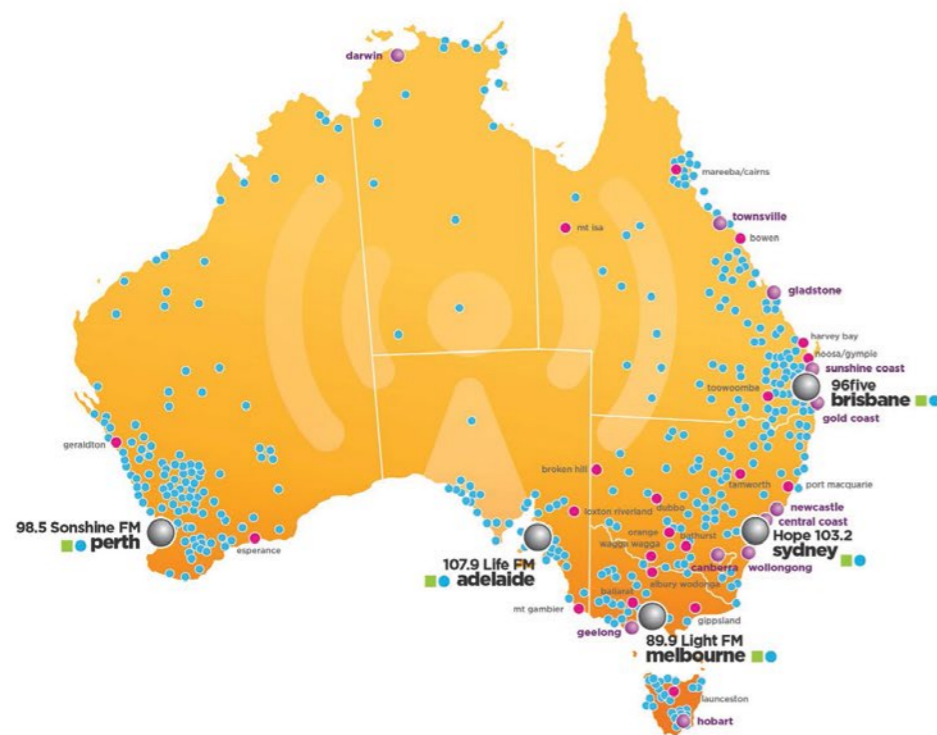 darwin
mareeba/cairns
townsville
mt isa
bowen
gladstone
harvey bay
noosa/gympie
sunshine coast
96five
toowoomba
brisbane
gold coast
geraldton
broken hill
tamworth
port macquarie
loxton riverland
dubbo
newcastle
central coast
98.5 Sonshine FM
perth
orange
bathurst
Hope 103.2
sydney
esperance
wagga wagga
107.9 Life FM
adelaide
canberra
wollongong
albury wodonga
ballarat
mt gambier
gippsland
geelong
89.9 Light FM
melbourne
launceston
hobart